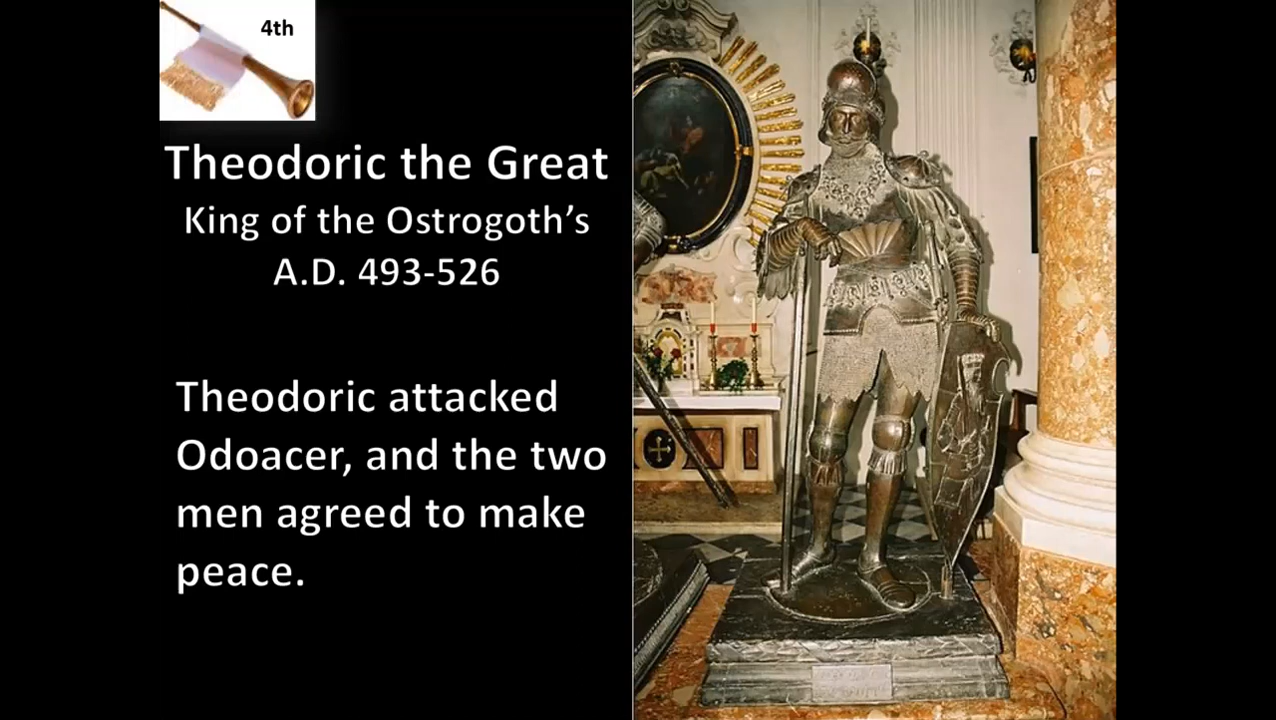 4th
Theodoric the Great
King of the Ostrogoth’s
A.D. 493-526
Theodoric attacked
Odoacer, and the two
men agreed to make
peace.